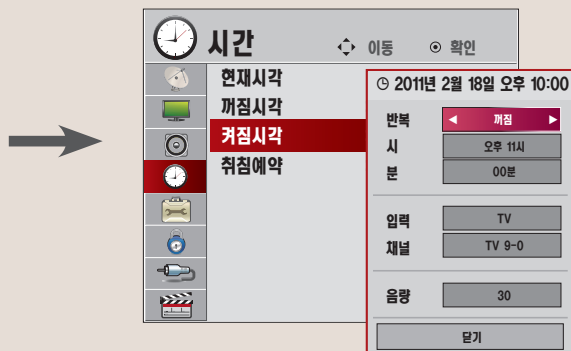 시간
이동 확인
현재시각
꺼짐시각
켜짐시각
취침예약
2011년 2월 18일 오후 10:00
반복 ◀ 꺼짐 ▶
시 오후 11시
분 00분
입력 TV
채널 TV 9-0
음량 30
닫기